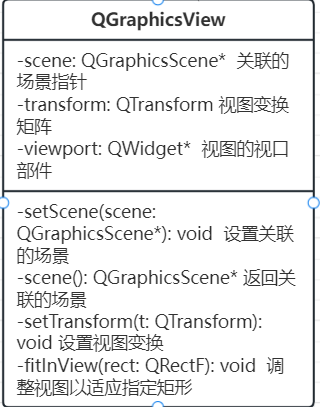 QGraphicsView
-scene: QGraphicsScene* 关联的
场景指针
-transform: QTransform 视图变换
矩阵
-viewport: QWidget* 视图的视口
部件
-setScene(scene:
QGraphicsScene*): void 设置关联
的场景
-scene(): QGraphicsScene* 返回关
联的场景
-setTransform(t: QTransform):
void 设置视图变换
-fitInView(rect: QRectF): void 调
整视图以适应指定矩形